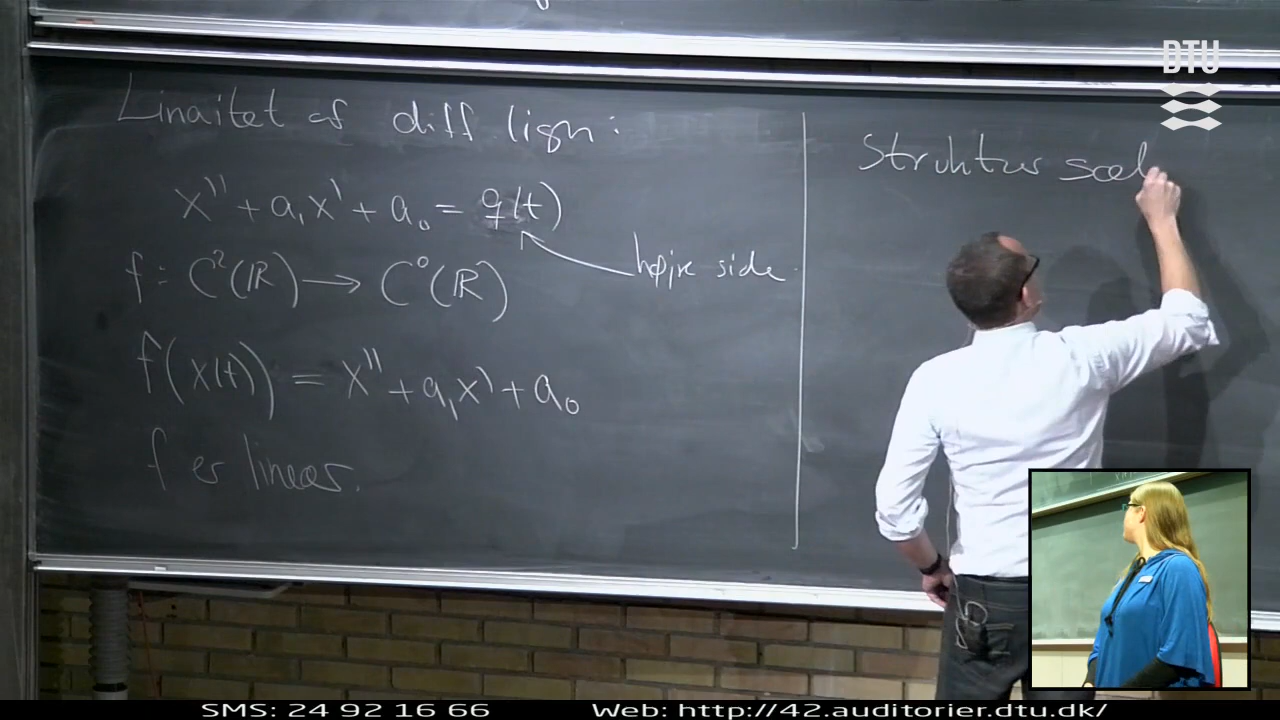 Linaitet af diff lign:
x'' + a₁x' + a₀ = q(t)
højre side
f: C²(ℝ) → C⁰(ℝ)
f(x(t)) = x'' + a₁x' + a₀
f er lineær.
Struktur sæt
DTU
SMS: 24 92 16 66 Web: http://42.auditorier.dtu.dk/